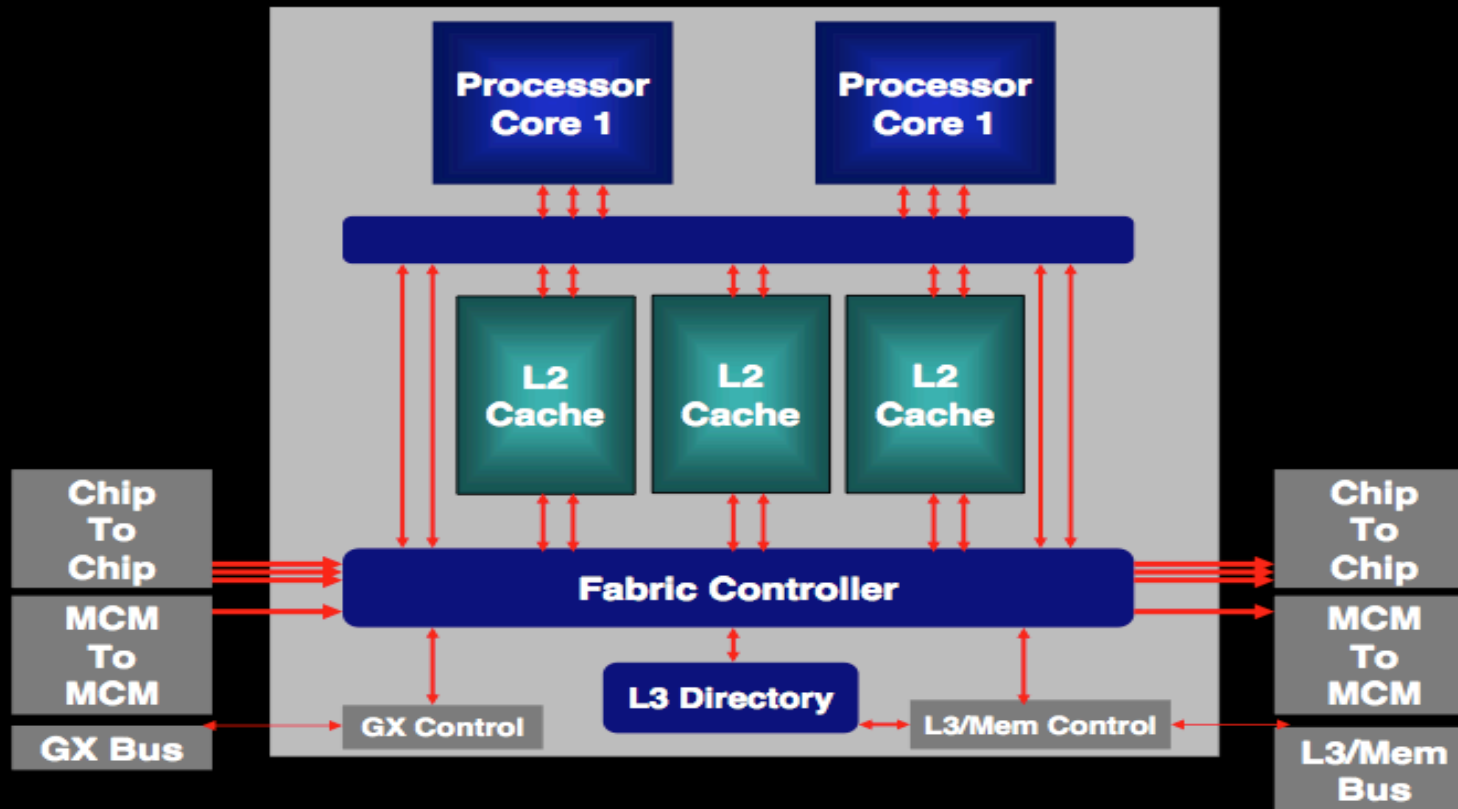 Processor
Core 1
Processor
Core 1
L2
Cache
L2
Cache
L2
Cache
Chip
To
Chip
Chip
To
Chip
Fabric Controller
MCM
To
MCM
MCM
To
MCM
L3 Directory
GX Control
L3/Mem Control
GX Bus
L3/Mem
Bus